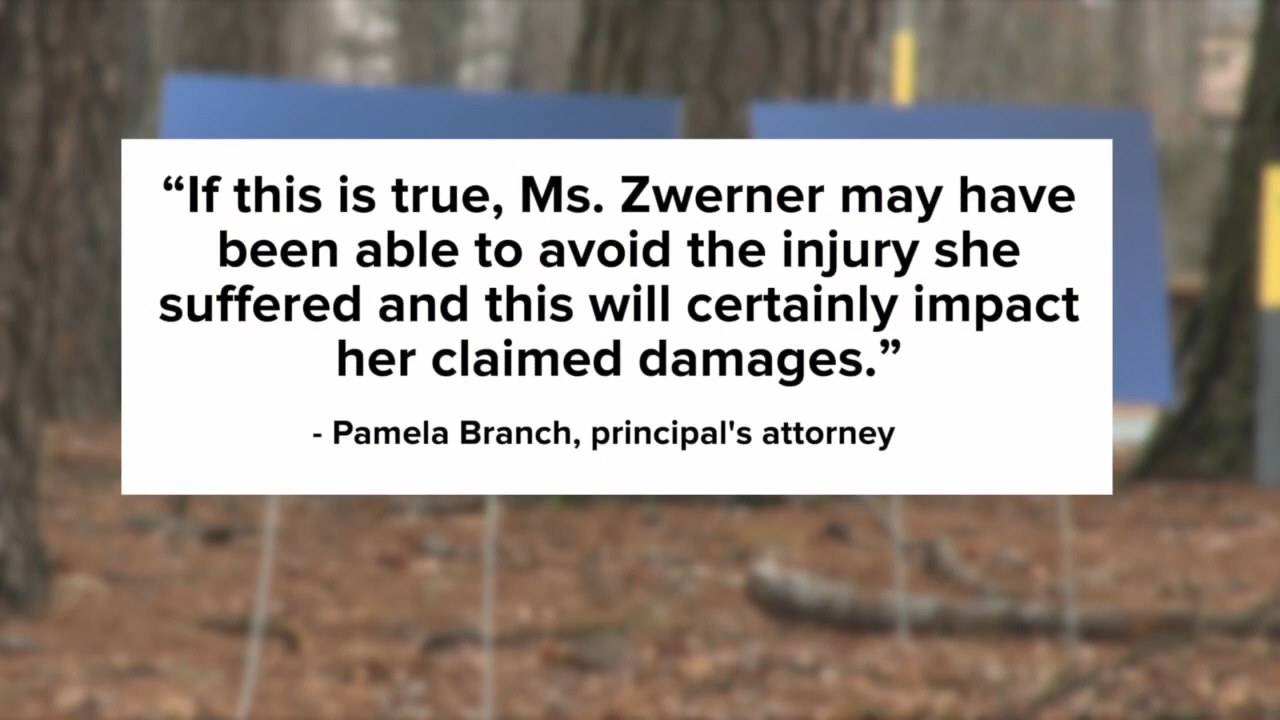 “If this is true, Ms. Zwerner may have
been able to avoid the injury she
suffered and this will certainly impact
her claimed damages.”
- Pamela Branch, principal's attorney